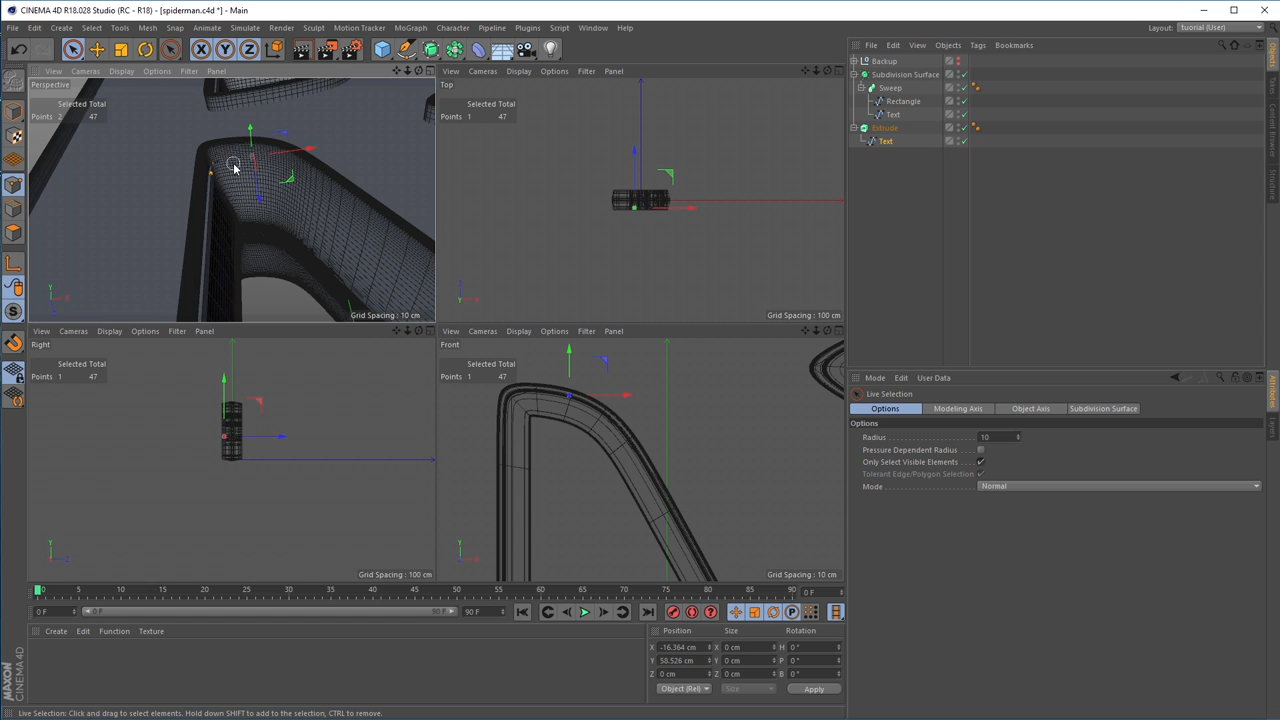 CINEMA 4D R18.028 Studio (RC - R18) - [spiderman.c4d *] - Main
File Edit Create Select Tools Mesh Snap Animate Simulate Render Sculpt Motion Tracker MoGraph Character Pipeline Plugins Script Window Help
Layout: tuorial (User)
X Y Z
View Cameras Display Options Filter Panel
View Cameras Display Options Filter Panel
File Edit View Objects Tags Bookmarks
Perspective
Selected Total
Points 2 47
Grid Spacing : 10 cm
Top
Selected Total
Points 1 47
Grid Spacing : 100 cm
Backup
Subdivision Surface
Sweep
Rectangle
Text
Extrude
Text
Objects
Takes
Content Browser
Structure
View Cameras Display Options Filter Panel
View Cameras Display Options Filter Panel
Right
Selected Total
Points 1 47
Grid Spacing : 100 cm
Front
Selected Total
Points 1 47
Grid Spacing : 10 cm
Mode Edit User Data
Live Selection
Options Modeling Axis Object Axis Subdivision Surface
Options
Radius 10
Pressure Dependent Radius
Only Select Visible Elements
Tolerant Edge/Polygon Selection
Mode Normal
Attributes
Layers
0 5 10 15 20 25 30 35 40 45 50 55 60 65 70 75 80 85 90 0 F
0 F 0 F 90 F 90 F
Create Edit Function Texture
Position Size Rotation
X -16.364 cm X 0 cm H 0 °
Y 58.526 cm Y 0 cm P 0 °
Z 0 cm Z 0 cm B 0 °
Object (Rel) Size Apply
MAXON
CINEMA 4D
Live Selection: Click and drag to select elements. Hold down SHIFT to add to the selection, CTRL to remove.